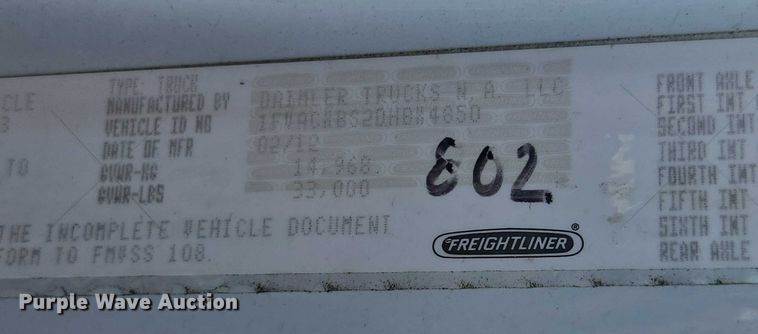 CLE
TYPE: TRUCK
MANUFACTURED BY DAIMLER TRUCKS N.A. LLC
VEHICLE ID NO
DATE OF MFR 02/12
TO
GVWR-KG 14,968.
GVWR-LBS 33,000
802
THE INCOMPLETE VEHICLE DOCUMENT
FORM TO FMVSS 108.
FREIGHTLINER®
FRONT AXLE
FIRST INT
SECOND INT
THIRD INT
FOURTH INT
FIFTH INT
SIXTH INT
REAR AXLE
Purple Wave Auction